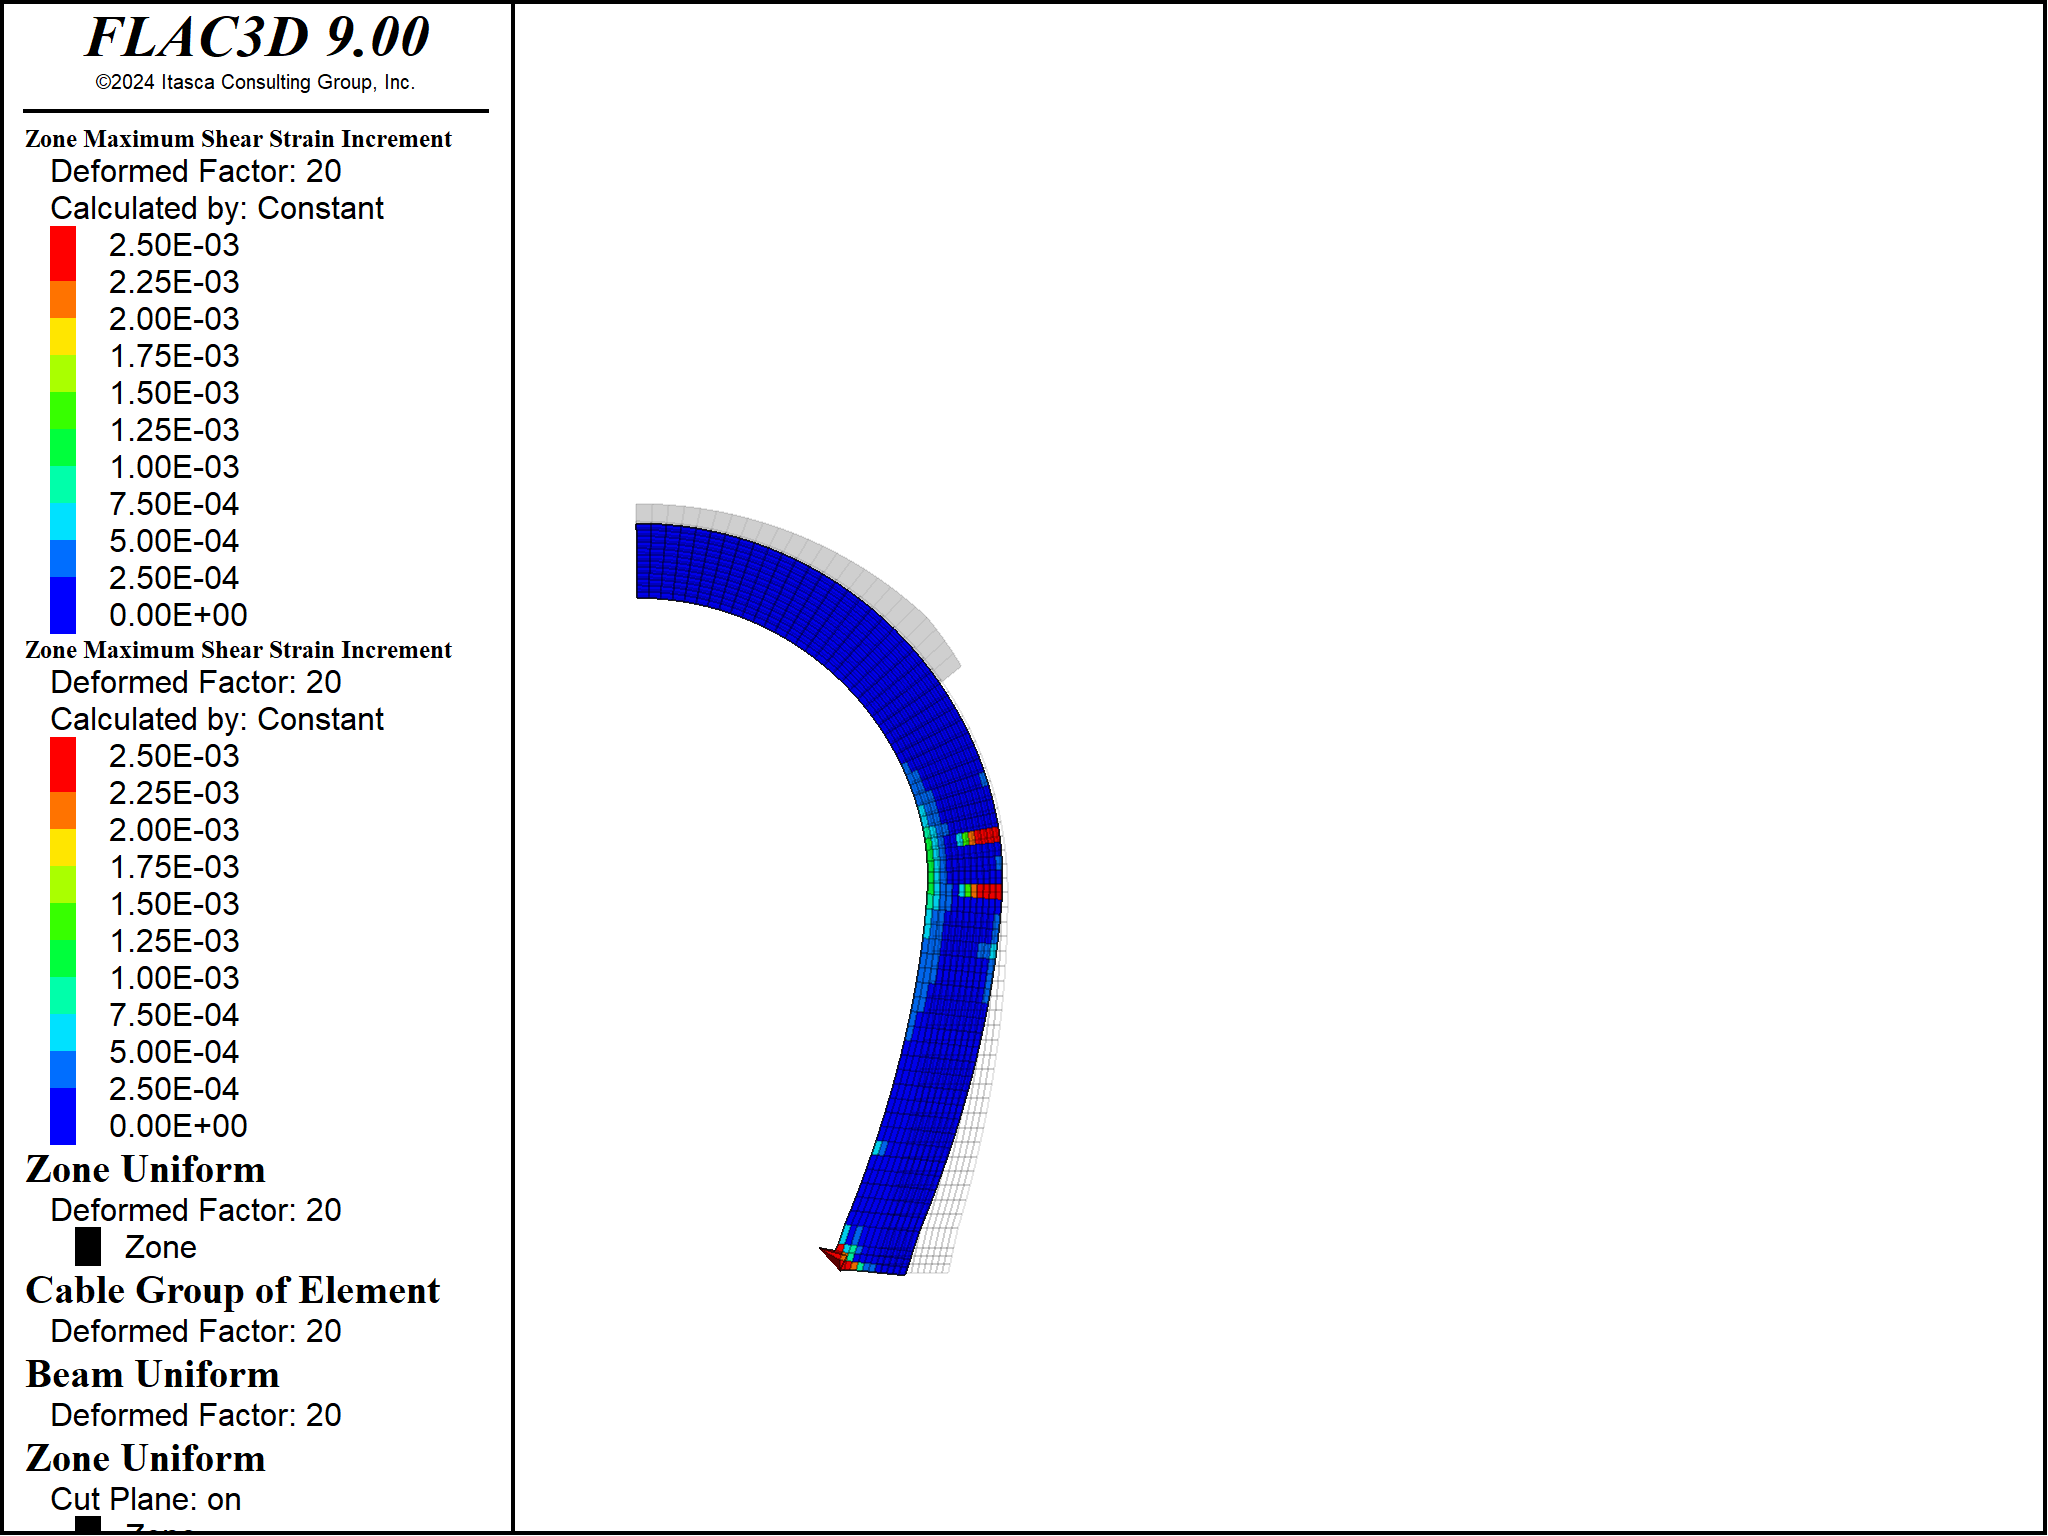 FLAC3D 9.00
©2024 Itasca Consulting Group, Inc.
Zone Maximum Shear Strain Increment
Deformed Factor: 20
Calculated by: Constant
2.50E-03
2.25E-03
2.00E-03
1.75E-03
1.50E-03
1.25E-03
1.00E-03
7.50E-04
5.00E-04
2.50E-04
0.00E+00
Zone Maximum Shear Strain Increment
Deformed Factor: 20
Calculated by: Constant
2.50E-03
2.25E-03
2.00E-03
1.75E-03
1.50E-03
1.25E-03
1.00E-03
7.50E-04
5.00E-04
2.50E-04
0.00E+00
Zone Uniform
Deformed Factor: 20
Zone
Cable Group of Element
Deformed Factor: 20
Beam Uniform
Deformed Factor: 20
Zone Uniform
Cut Plane: on